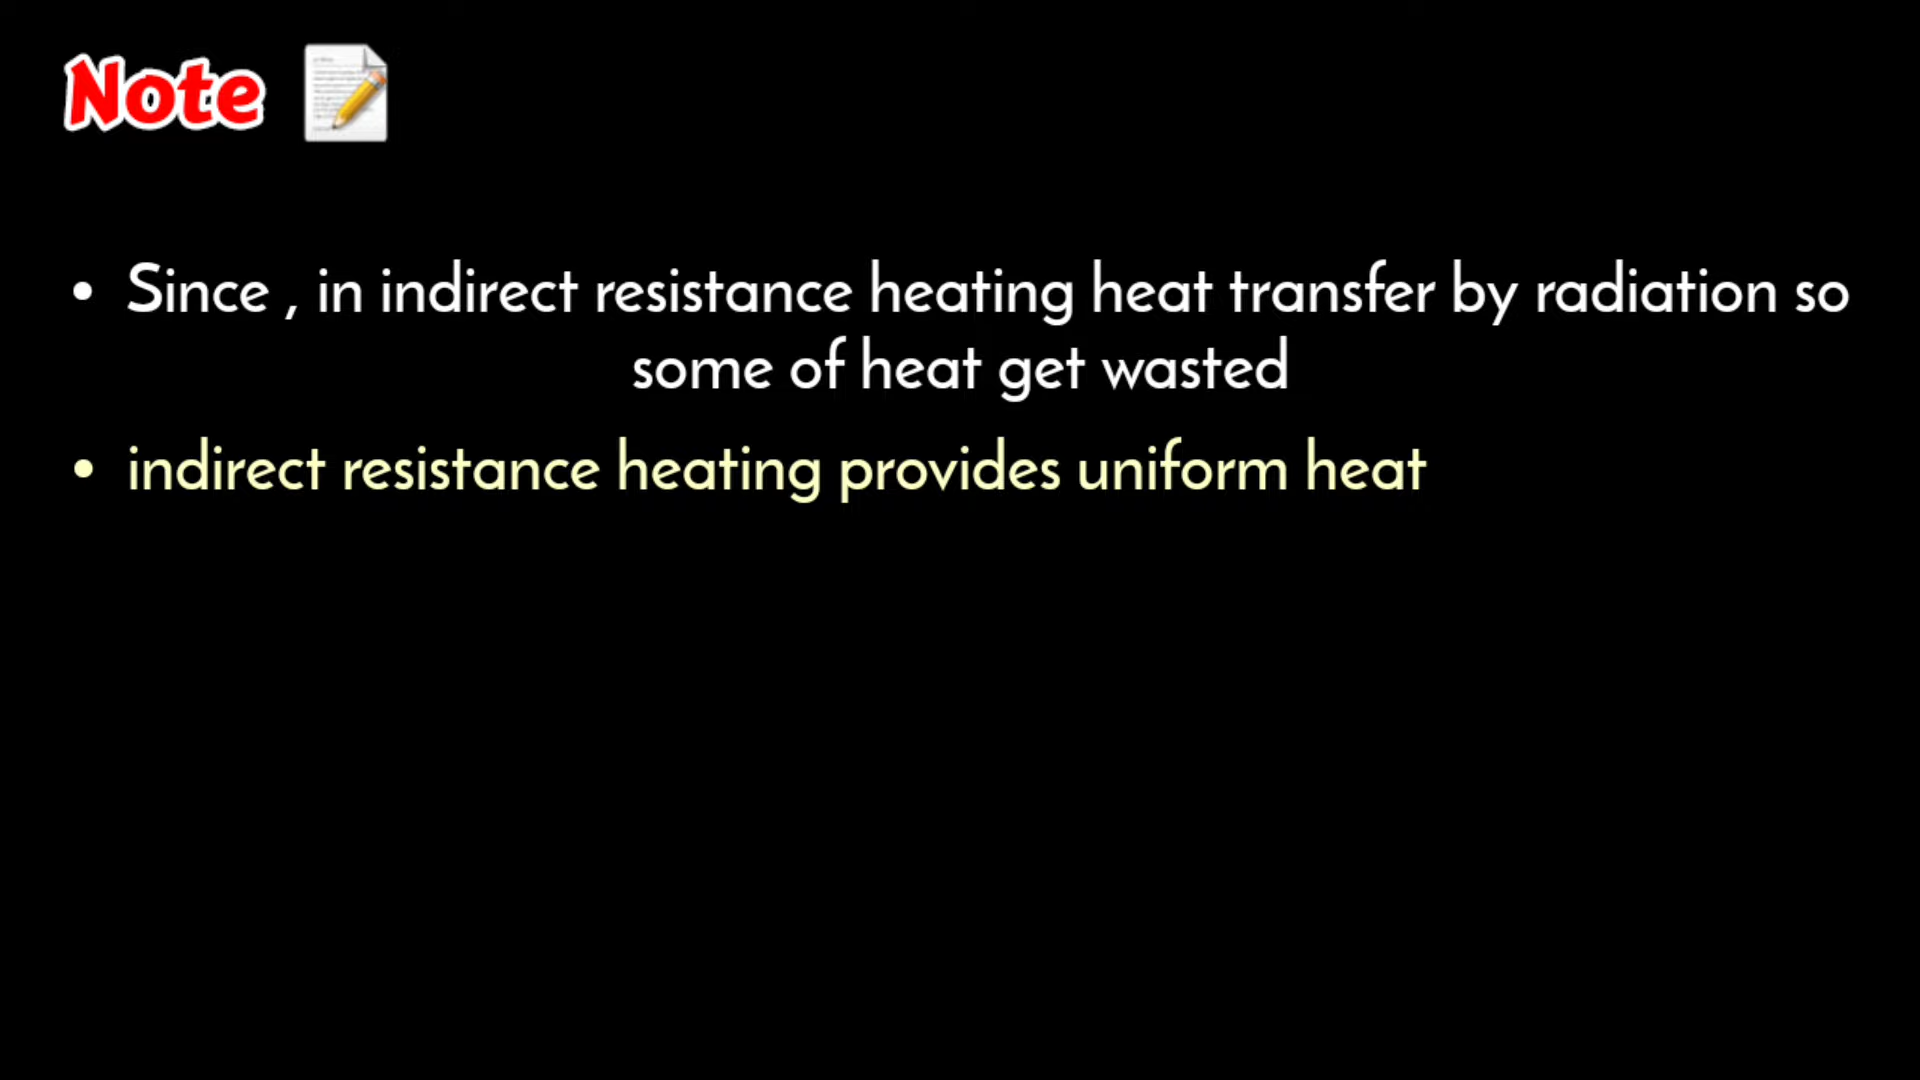 Note
• Since , in indirect resistance heating heat transfer by radiation so
some of heat get wasted
• indirect resistance heating provides uniform heat